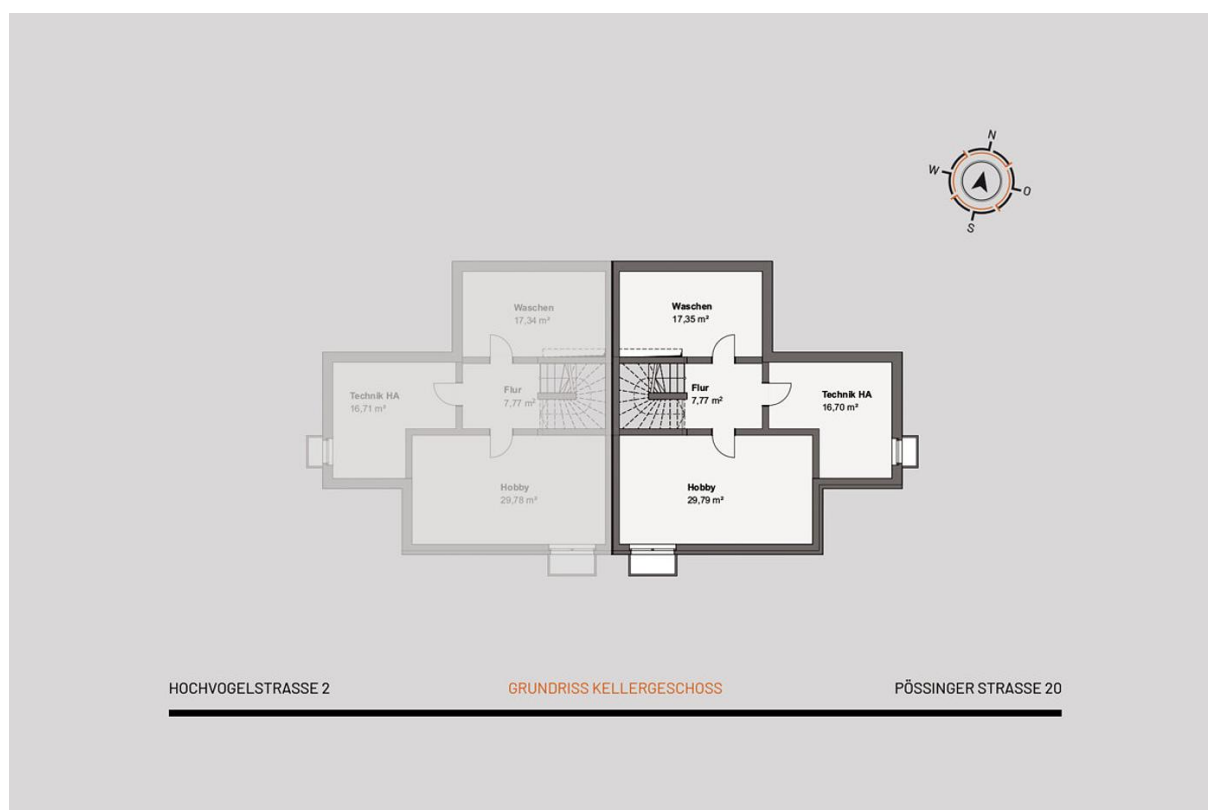 N
W
O
S
Waschen
17,34 m²
Waschen
17,35 m²
Technik HA
16,71 m²
Flur
7,77 m²
Flur
7,77 m²
Technik HA
16,70 m²
Hobby
29,78 m²
Hobby
29,79 m²
HOCHVOGELSTRASSE 2
GRUNDRISS KELLERGESCHOSS
PÖSSINGER STRASSE 20